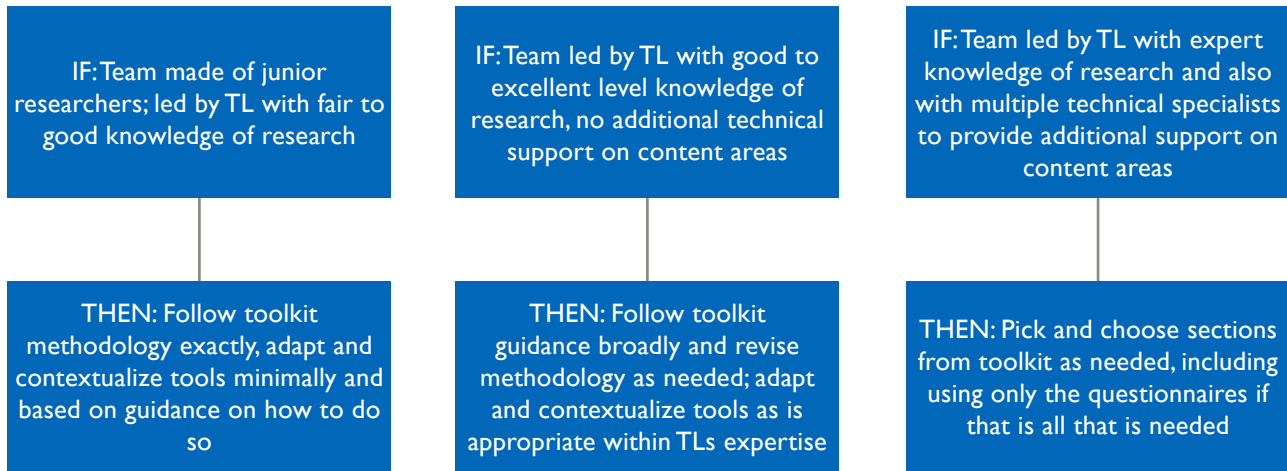 IF: Team made of junior
researchers; led by TL with fair to
good knowledge of research
IF: Team led by TL with good to
excellent level knowledge of
research, no additional technical
support on content areas
IF: Team led by TL with expert
knowledge of research and also
with multiple technical specialists
to provide additional support on
content areas
THEN: Follow toolkit
methodology exactly, adapt and
contextualize tools minimally and
based on guidance on how to do
so
THEN: Follow toolkit
guidance broadly and revise
methodology as needed; adapt
and contextualize tools as is
appropriate within TLs expertise
THEN: Pick and choose sections
from toolkit as needed, including
using only the questionnaires if
that is all that is needed